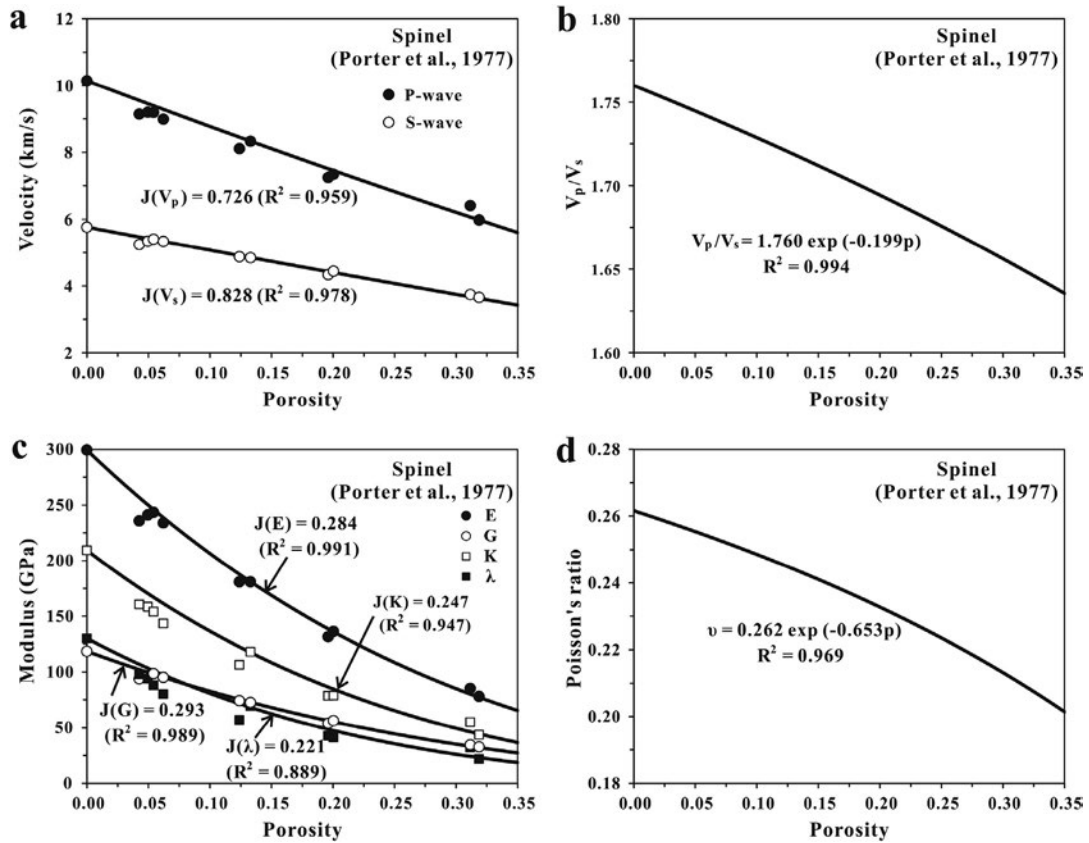 a
12
10
8
6
4
2
Velocity (km/s)
Spinel
(Porter et al., 1977)
P-wave
S-wave
J(Vp) = 0.726 (R² = 0.959)
J(Vs) = 0.828 (R² = 0.978)
0.00 0.05 0.10 0.15 0.20 0.25 0.30 0.35
Porosity
b
1.80
1.75
1.70
1.65
1.60
Vp/Vs
Spinel
(Porter et al., 1977)
Vp/Vs = 1.760 exp (-0.199p)
R² = 0.994
0.00 0.05 0.10 0.15 0.20 0.25 0.30 0.35
Porosity
c
300
250
200
150
100
50
0
Modulus (GPa)
Spinel
(Porter et al., 1977)
E
G
K
λ
J(E) = 0.284
(R² = 0.991)
J(K) = 0.247
(R² = 0.947)
J(G) = 0.293
(R² = 0.989)
J(λ) = 0.221
(R² = 0.889)
0.00 0.05 0.10 0.15 0.20 0.25 0.30 0.35
Porosity
d
0.28
0.26
0.24
0.22
0.20
0.18
Poisson's ratio
Spinel
(Porter et al., 1977)
υ = 0.262 exp (-0.653p)
R² = 0.969
0.00 0.05 0.10 0.15 0.20 0.25 0.30 0.35
Porosity